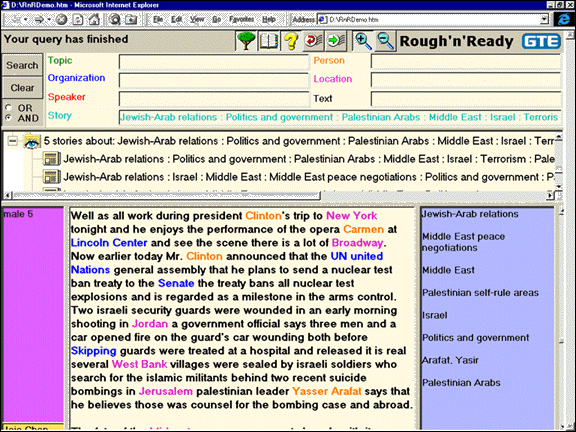 D:\RnRDemo.htm - Microsoft Internet Explorer
File Edit View Go Favorites Help Address D:\RnRDemo.htm
Your query has finished
Rough'n'Ready GTE
Search
Clear
OR
AND
Topic
Person
Organization
Location
Speaker
Text
Story Jewish-Arab relations : Politics and government : Palestinian Arabs : Middle East : Israel : Terroris
5 stories about: Jewish-Arab relations : Politics and government : Palestinian Arabs : Middle East : Israel : Terr
Jewish-Arab relations : Politics and government : Palestinian Arabs : Middle East : Israel : Terrorism : Pale
Jewish-Arab relations : Israel : Middle East : Middle East peace negotiations : Politics and government : P
male 5
Well as all work during president Clinton's trip to New York
tonight and he enjoys the performance of the opera Carmen at
Lincoln Center and see the scene there is a lot of Broadway.
Now earlier today Mr. Clinton announced that the UN united
Nations general assembly that he plans to send a nuclear test
ban treaty to the Senate the treaty bans all nuclear test
explosions and is regarded as a milestone in the arms control.
Two israeli security guards were wounded in an early morning
shooting in Jordan a government official says three men and a
car opened fire on the guard's car wounding both before
Skipping guards were treated at a hospital and released it is real
several West Bank villages were sealed by israeli soldiers who
search for the islamic militants behind two recent suicide
bombings in Jerusalem palestinian leader Yasser Arafat says that
he believes those was counsel for the bombing case and abroad.
Jewish-Arab relations
Middle East peace
negotiations
Middle East
Palestinian self-rule areas
Israel
Politics and government
Arafat, Yasir
Palestinian Arabs